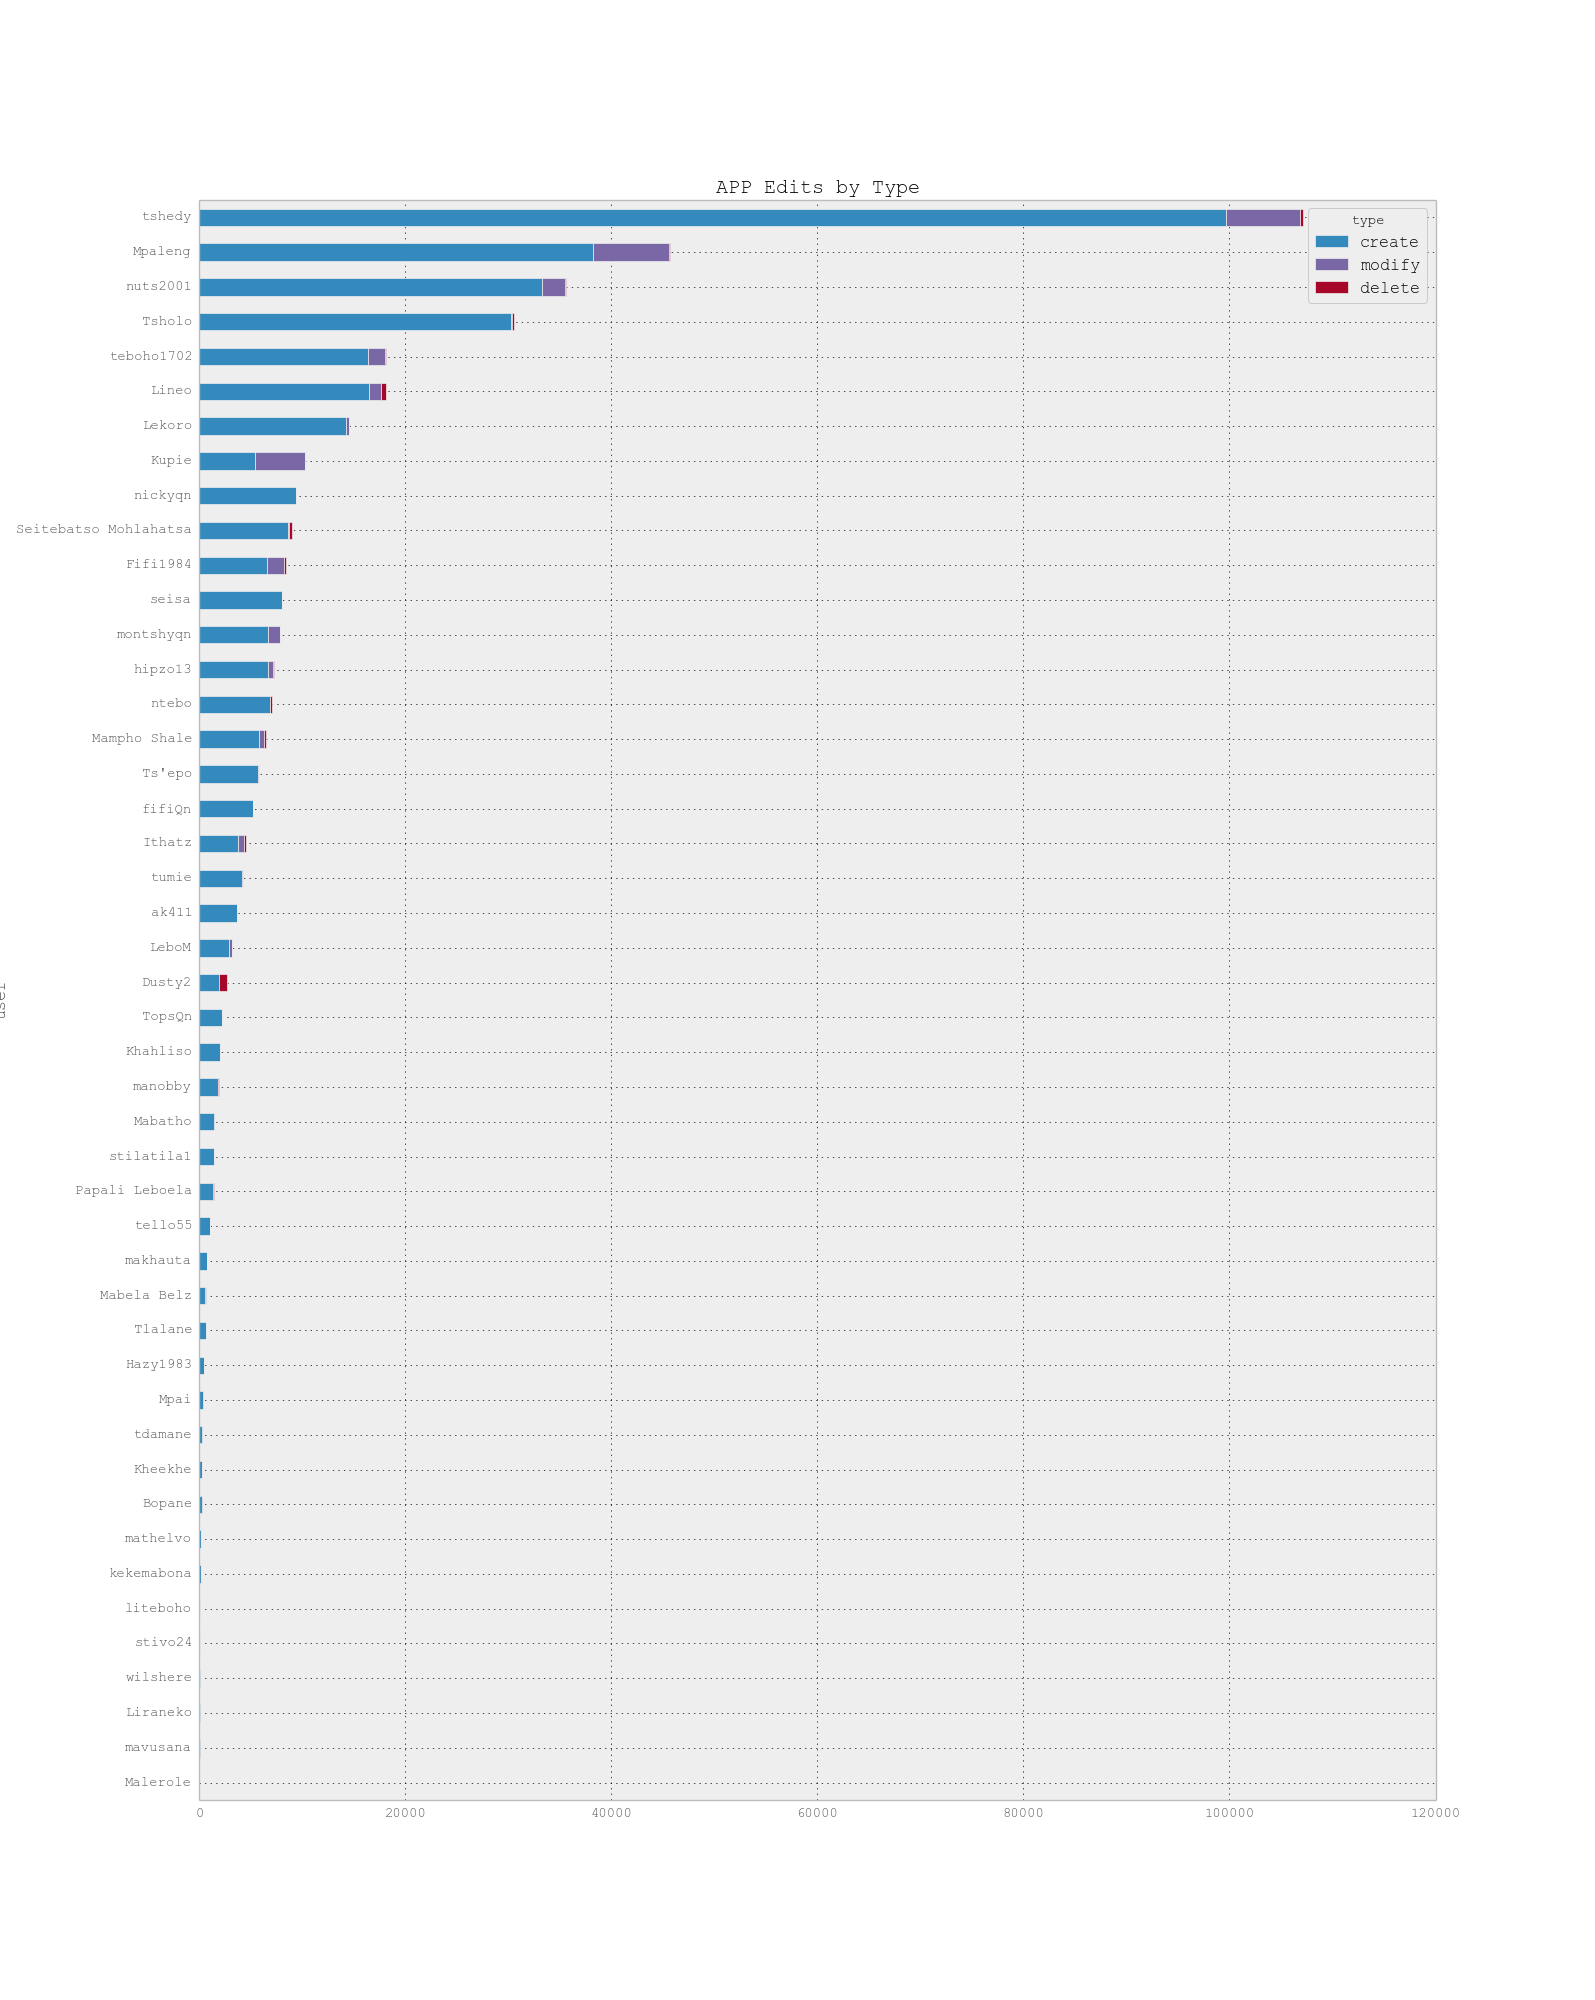 APP Edits by Type
tshedy
Mpaleng
nuts2001
Tsholo
teboho1702
Lineo
Lekoro
Kupie
nickyqn
Seitebatso Mohlahatsa
Fifi1984
seisa
montshyqn
hipzo13
ntebo
Mampho Shale
Ts'epo
fifiQn
Ithatz
tumie
ak411
LeboM
Dusty2
TopsQn
Khahliso
manobby
Mabatho
stilatila1
Papali Leboela
tello55
makhauta
Mabela Belz
Tlalane
Hazy1983
Mpai
tdamane
Kheekhe
Bopane
mathelvo
kekemabona
liteboho
stivo24
wilshere
Liraneko
mavusana
Malerole
user
type
create
modify
delete
0 20000 40000 60000 80000 100000 120000